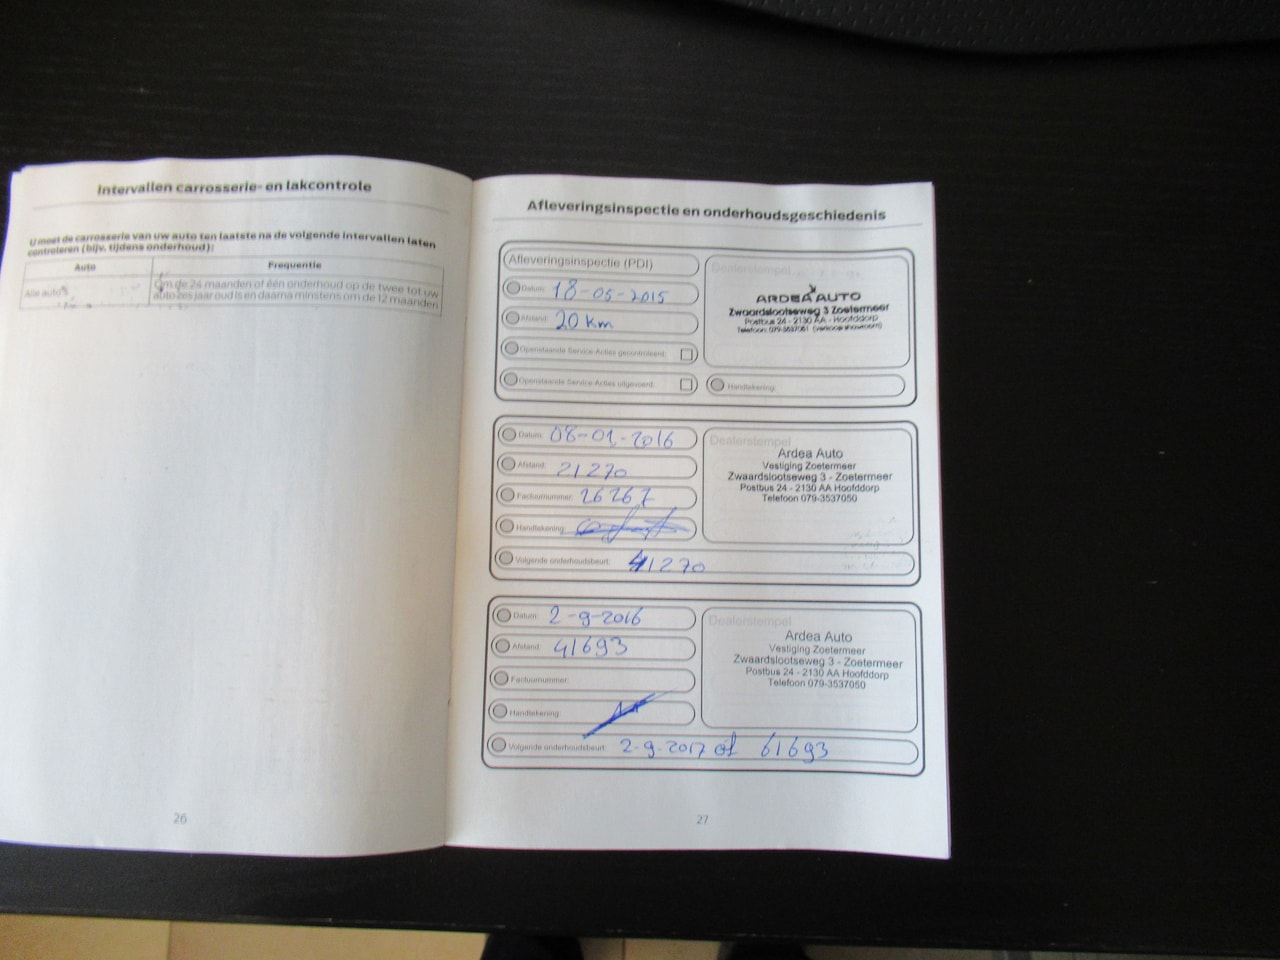 Intervallen carrosserie- en lakcontrole
U moet de carrosserie van uw auto ten laatste na de volgende intervallen laten
controleren (bijv. tijdens onderhoud):
Auto Frequentie
Alle auto's
Om de 24 maanden of één onderhoud op de twee tot uw
auto zes jaar oud is en daarna minstens om de 12 maanden
26
Afleveringsinspectie en onderhoudsgeschiedenis
Afleveringsinspectie (PDI)
Datum: 18-05-2015
Afstand: 20 km
Openstaande Service-Acties gecontroleerd:
Openstaande Service-Acties uitgevoerd:
Dealerstempel
ARDEA AUTO
Zwaardslootseweg 3 Zoetermeer
Postbus 24 - 2130 AA - Hoofddorp
Telefoon: 079-3537051 (verkoop showroom)
Handtekening:
Datum: 08-01-2016
Afstand: 21270
Factuurnummer: 26267
Handtekening:
Dealerstempel
Ardea Auto
Vestiging Zoetermeer
Zwaardslootseweg 3 - Zoetermeer
Postbus 24 - 2130 AA Hoofddorp
Telefoon 079-3537050
Volgende onderhoudsbeurt: 41270
Datum: 2-9-2016
Afstand: 41693
Factuurnummer:
Handtekening:
Dealerstempel
Ardea Auto
Vestiging Zoetermeer
Zwaardslootseweg 3 - Zoetermeer
Postbus 24 - 2130 AA Hoofddorp
Telefoon 079-3537050
Volgende onderhoudsbeurt: 2-9-2017 of 61693
27